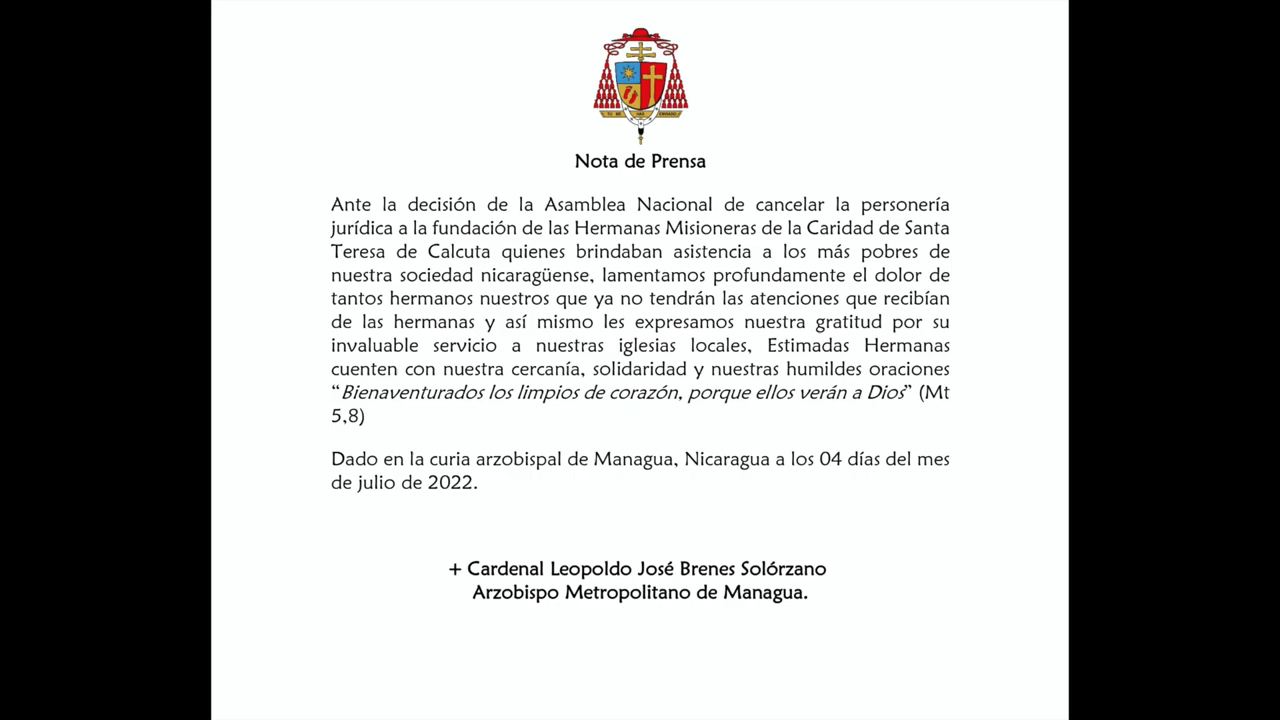 TU ME HAS ENVIADO
Nota de Prensa
Ante la decisión de la Asamblea Nacional de cancelar la personería
jurídica a la fundación de las Hermanas Misioneras de la Caridad de Santa
Teresa de Calcuta quienes brindaban asistencia a los más pobres de
nuestra sociedad nicaragüense, lamentamos profundamente el dolor de
tantos hermanos nuestros que ya no tendrán las atenciones que recibían
de las hermanas y así mismo les expresamos nuestra gratitud por su
invaluable servicio a nuestras iglesias locales, Estimadas Hermanas
cuenten con nuestra cercanía, solidaridad y nuestras humildes oraciones
“Bienaventurados los limpios de corazón, porque ellos verán a Dios” (Mt
5,8)
Dado en la curia arzobispal de Managua, Nicaragua a los 04 días del mes
de julio de 2022.
+ Cardenal Leopoldo José Brenes Solórzano
Arzobispo Metropolitano de Managua.